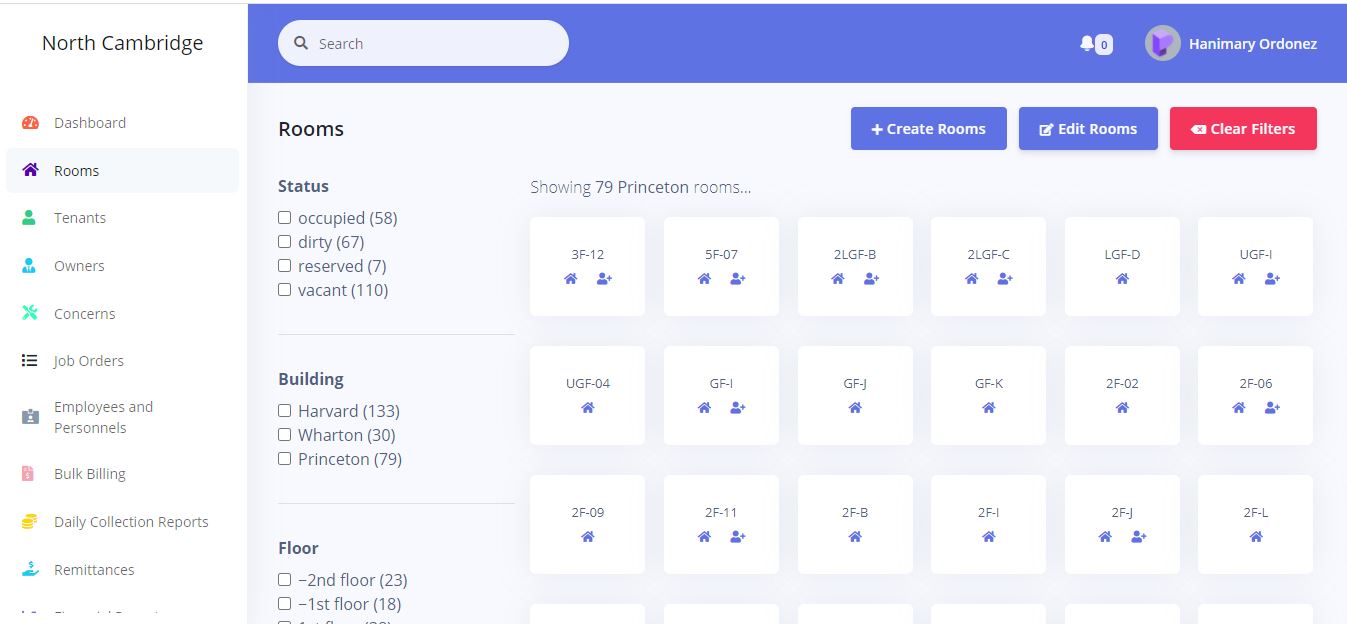 North Cambridge
Search
0
Hanimary Ordonez
Dashboard
Rooms
Tenants
Owners
Concerns
Job Orders
Employees and
Personnels
Bulk Billing
Daily Collection Reports
Remittances
Rooms
Create Rooms
Edit Rooms
Clear Filters
Status
occupied (58)
dirty (67)
reserved (7)
vacant (110)
Building
Harvard (133)
Wharton (30)
Princeton (79)
Floor
−2nd floor (23)
−1st floor (18)
Showing 79 Princeton rooms...
3F-12
5F-07
2LGF-B
2LGF-C
LGF-D
UGF-I
UGF-04
GF-I
GF-J
GF-K
2F-02
2F-06
2F-09
2F-11
2F-B
2F-I
2F-J
2F-L